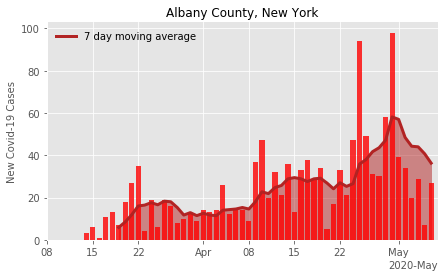 Albany County, New York
7 day moving average
New Covid-19 Cases
100
80
60
40
20
0
08 15 22 Apr 08 15 22 May
2020-May